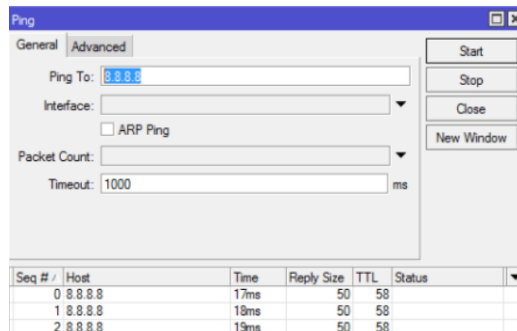 Ping
General Advanced
Start
Ping To: 8.8.8.8
Stop
Interface:
Close
ARP Ping
New Window
Packet Count:
Timeout: 1000 ms
Seq # Host Time Reply Size TTL Status
0 8.8.8.8 17ms 50 58
1 8.8.8.8 18ms 50 58
2 8.8.8.8 19ms 50 58